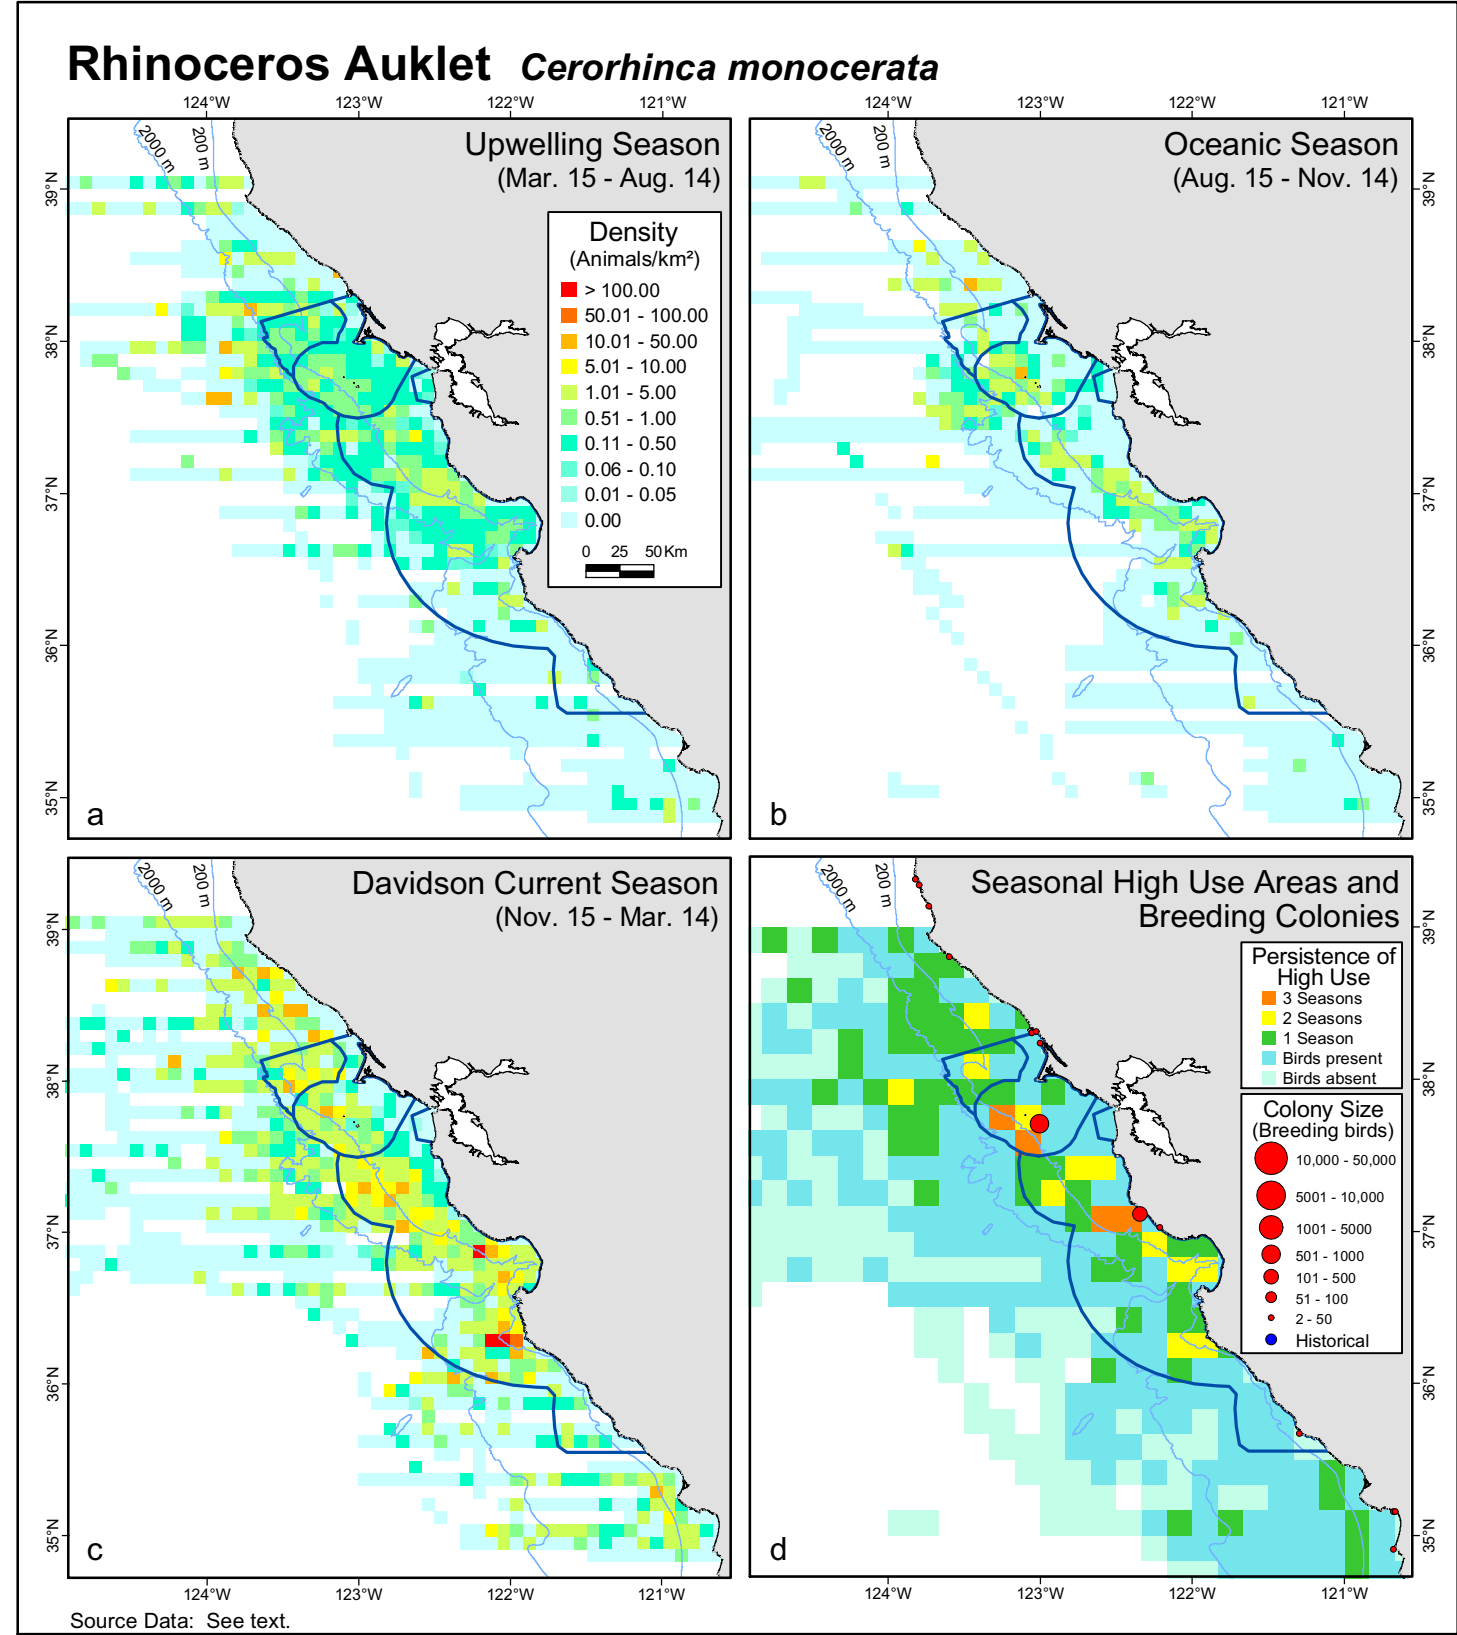 Rhinoceros Auklet Cerorhinca monocerata
124°W 123°W 122°W 121°W
124°W 123°W 122°W 121°W
2000 m
200 m
Upwelling Season
(Mar. 15 - Aug. 14)
39°N
38°N
37°N
36°N
35°N
Density
(Animals/km²)
> 100.00
50.01 - 100.00
10.01 - 50.00
5.01 - 10.00
1.01 - 5.00
0.51 - 1.00
0.11 - 0.50
0.06 - 0.10
0.01 - 0.05
0.00
0 25 50 Km
a
2000 m
200 m
Oceanic Season
(Aug. 15 - Nov. 14)
39°N
38°N
37°N
36°N
35°N
b
2000 m
200 m
Davidson Current Season
(Nov. 15 - Mar. 14)
39°N
38°N
37°N
36°N
35°N
c
2000 m
200 m
Seasonal High Use Areas and
Breeding Colonies
39°N
38°N
37°N
36°N
35°N
Persistence of
High Use
3 Seasons
2 Seasons
1 Season
Birds present
Birds absent
Colony Size
(Breeding birds)
10,000 - 50,000
5001 - 10,000
1001 - 5000
501 - 1000
101 - 500
51 - 100
2 - 50
Historical
d
124°W 123°W 122°W 121°W
124°W 123°W 122°W 121°W
Source Data: See text.